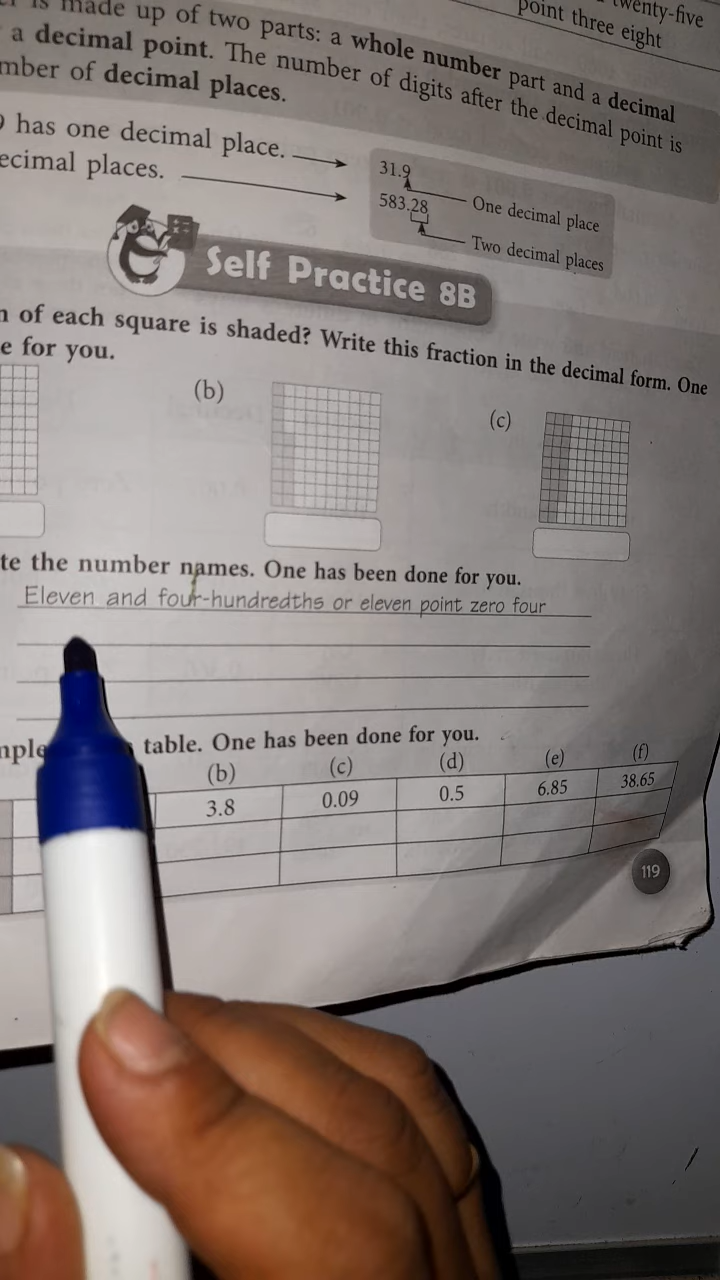 is made up of two parts: a whole number part and a decimal
a decimal point. The number of digits after the decimal point is
of decimal places.
twenty-five
point three eight
has one decimal place.
decimal places.
31.9
One decimal place
583.28
Two decimal places
Self Practice 8B
of each square is shaded? Write this fraction in the decimal form. One
for you.
(b)
(c)
the number names. One has been done for you.
Eleven and four-hundredths or eleven point zero four
table. One has been done for you.
(b) (c) (d) (e) (f)
3.8 0.09 0.5 6.85 38.65
119